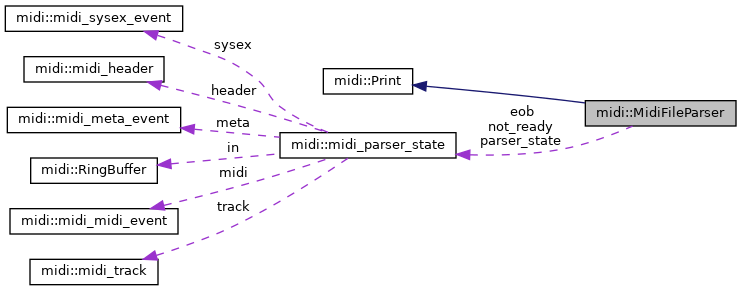 midi::midi_sysex_event
sysex
midi::midi_header
midi::Print
header
eob
midi::MidiFileParser
midi::midi_meta_event
meta
not_ready
parser_state
in
midi::midi_parser_state
midi::RingBuffer
midi
midi::midi_midi_event
track
midi::midi_track